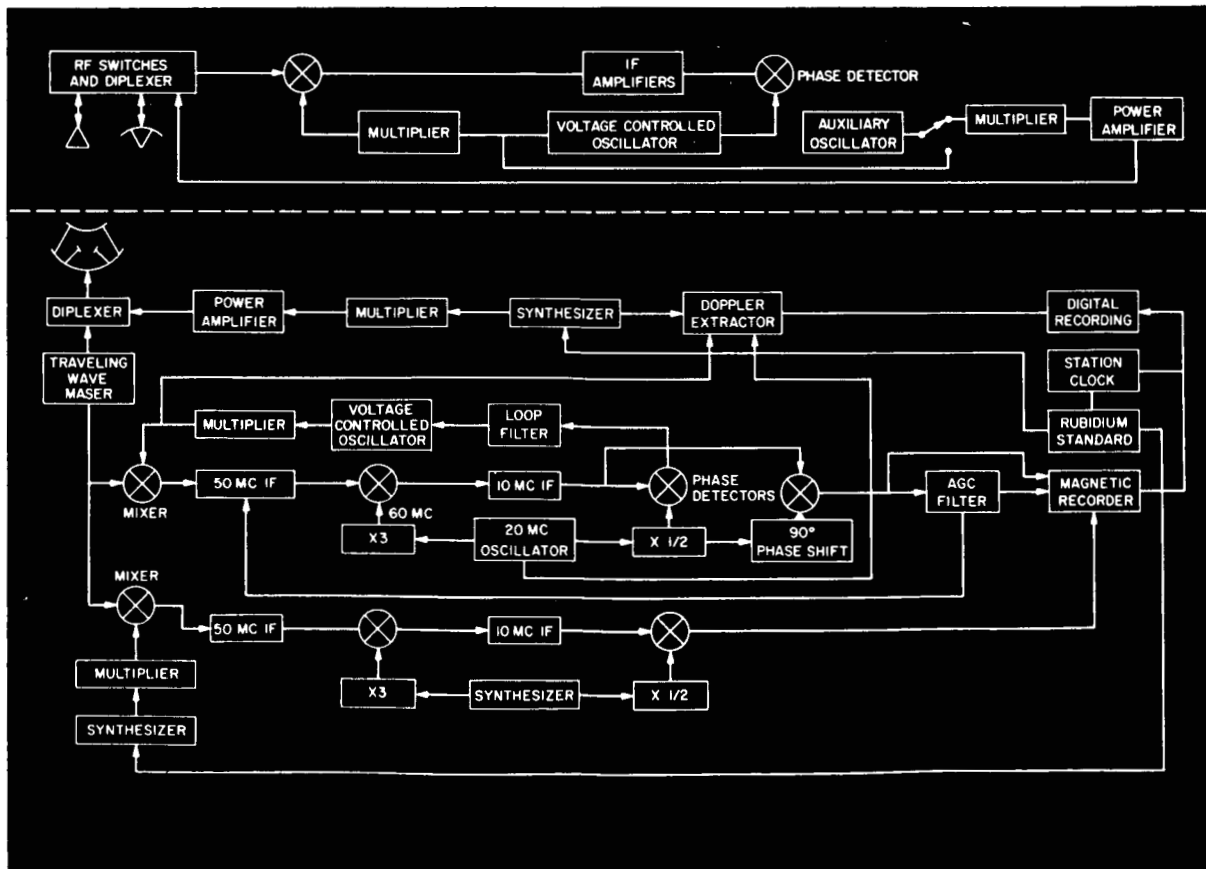 RF SWITCHES
AND DIPLEXER
IF
AMPLIFIERS
PHASE DETECTOR
MULTIPLIER
VOLTAGE CONTROLLED
OSCILLATOR
AUXILIARY
OSCILLATOR
MULTIPLIER
POWER
AMPLIFIER
DIPLEXER
POWER
AMPLIFIER
MULTIPLIER
SYNTHESIZER
DOPPLER
EXTRACTOR
DIGITAL
RECORDING
TRAVELING
WAVE
MASER
STATION
CLOCK
MULTIPLIER
VOLTAGE
CONTROLLED
OSCILLATOR
LOOP
FILTER
RUBIDIUM
STANDARD
MIXER
50 MC IF
10 MC IF
PHASE
DETECTORS
AGC
FILTER
MAGNETIC
RECORDER
60 MC
X3
20 MC
OSCILLATOR
X 1/2
90°
PHASE SHIFT
MIXER
50 MC IF
10 MC IF
MULTIPLIER
X3
SYNTHESIZER
X 1/2
SYNTHESIZER